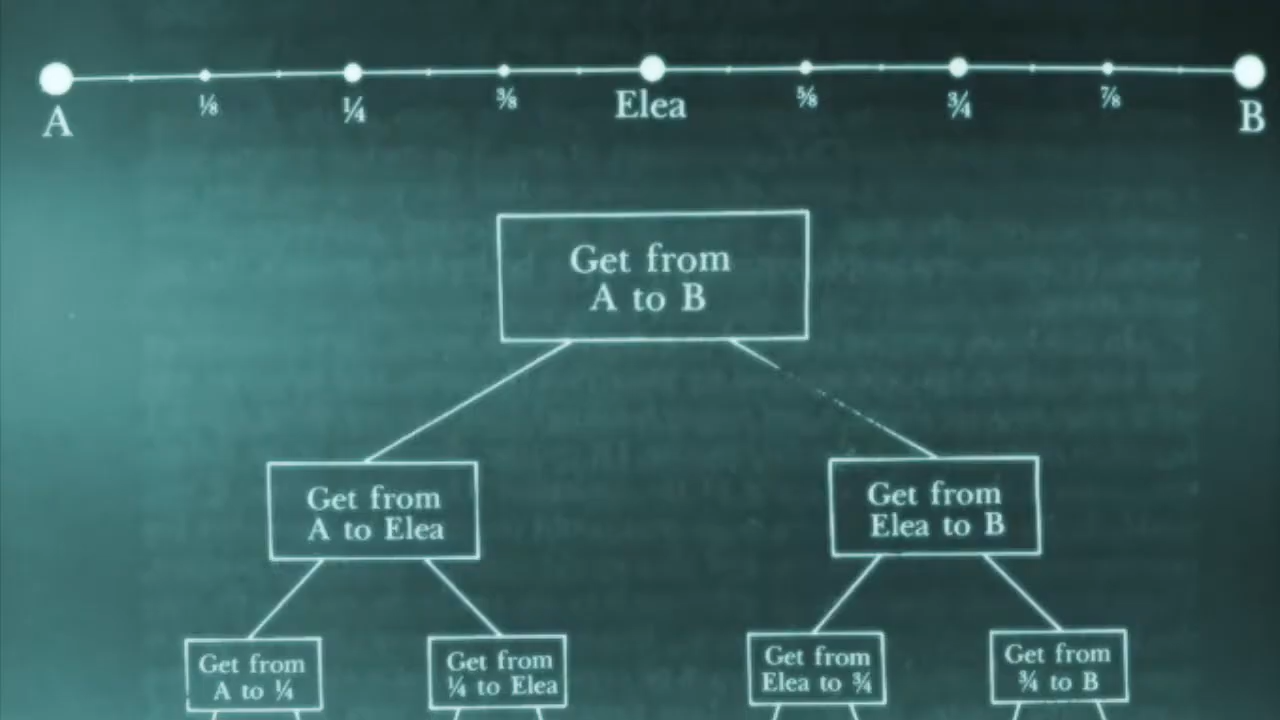 A ⅛ ¼ ⅜ Elea ⅝ ¾ ⅞ B
Get from
A to B
Get from
A to Elea
Get from
Elea to B
Get from
A to ¼
Get from
¼ to Elea
Get from
Elea to ¾
Get from
¾ to B